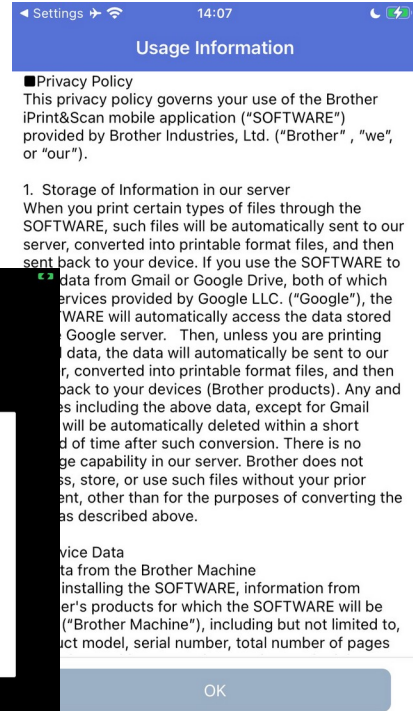 Settings
14:07
Usage Information
■Privacy Policy
This privacy policy governs your use of the Brother
iPrint&Scan mobile application (“SOFTWARE”)
provided by Brother Industries, Ltd. (“Brother” , ”we”,
or “our”).
1. Storage of Information in our server
When you print certain types of files through the
SOFTWARE, such files will be automatically sent to our
server, converted into printable format files, and then
sent back to your device. If you use the SOFTWARE to
data from Gmail or Google Drive, both of which
ervices provided by Google LLC. (“Google”), the
WARE will automatically access the data stored
Google server. Then, unless you are printing
data, the data will automatically be sent to our
r, converted into printable format files, and then
back to your devices (Brother products). Any and
es including the above data, except for Gmail
will be automatically deleted within a short
d of time after such conversion. There is no
ge capability in our server. Brother does not
ss, store, or use such files without your prior
ent, other than for the purposes of converting the
as described above.
vice Data
ta from the Brother Machine
installing the SOFTWARE, information from
er's products for which the SOFTWARE will be
(“Brother Machine”), including but not limited to,
uct model, serial number, total number of pages
OK